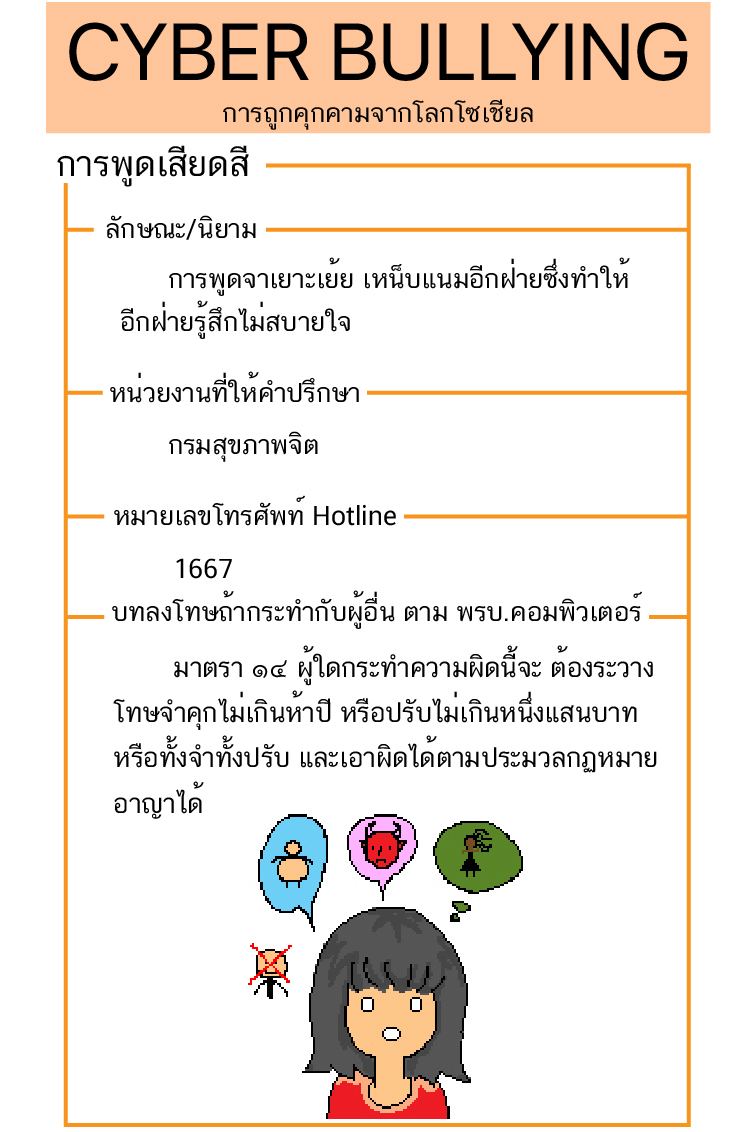 CYBER BULLYING
การถูกคุกคามจากโลกโซเชียล
การพูดเสียดสี
ลักษณะ/นิยาม
การพูดจาเยาะเย้ย เหน็บแนมอีกฝ่ายซึ่งทำให้
อีกฝ่ายรู้สึกไม่สบายใจ
หน่วยงานที่ให้คำปรึกษา
กรมสุขภาพจิต
หมายเลขโทรศัพท์ Hotline
1667
บทลงโทษถ้ากระทำกับผู้อื่น ตาม พรบ.คอมพิวเตอร์
มาตรา ๑๔ ผู้ใดกระทำความผิดนี้จะ ต้องระวาง
โทษจำคุกไม่เกินห้าปี หรือปรับไม่เกินหนึ่งแสนบาท
หรือทั้งจำทั้งปรับ และเอาผิดได้ตามประมวลกฏหมาย
อาญาได้